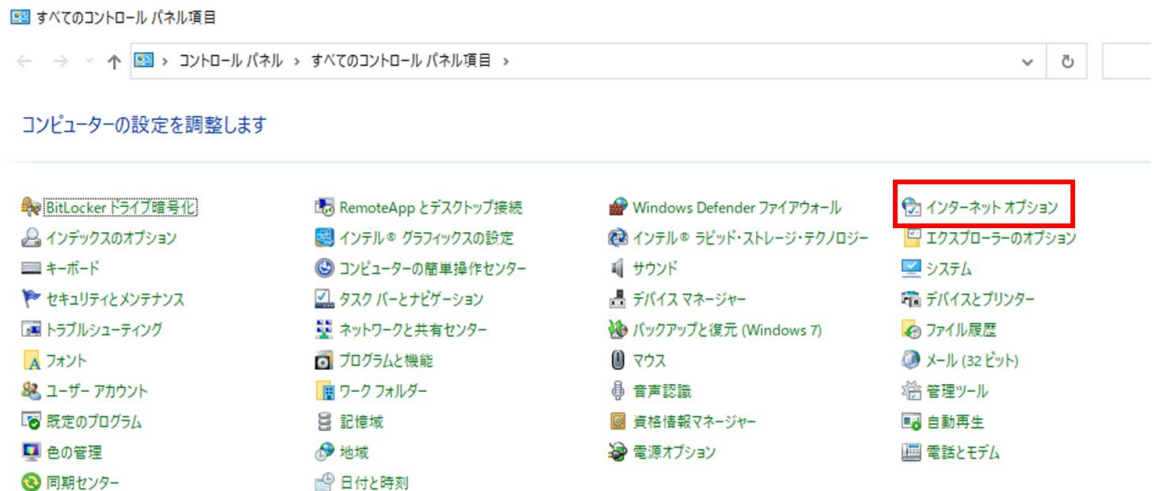 すべてのコントロール パネル項目
コントロール パネル › すべてのコントロール パネル項目 ›
コンピューターの設定を調整します
BitLocker ドライブ暗号化 RemoteApp とデスクトップ接続 Windows Defender ファイアウォール インターネット オプション
インデックスのオプション インテル® グラフィックスの設定 インテル® ラピッド・ストレージ・テクノロジー エクスプローラーのオプション
キーボード コンピューターの簡単操作センター サウンド システム
セキュリティとメンテナンス タスク バーとナビゲーション デバイス マネージャー デバイスとプリンター
トラブルシューティング ネットワークと共有センター バックアップと復元 (Windows 7) ファイル履歴
フォント プログラムと機能 マウス メール (32 ビット)
ユーザー アカウント ワーク フォルダー 音声認識 管理ツール
既定のプログラム 記憶域 資格情報マネージャー 自動再生
色の管理 地域 電源オプション 電話とモデム
同期センター 日付と時刻